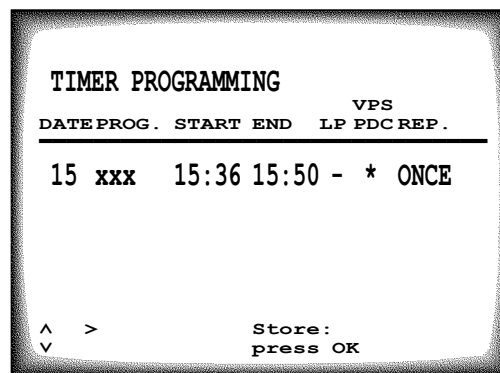 TIMER PROGRAMMING
VPS
DATE PROG. START END LP PDC REP.
15 xxx 15:36 15:50 - * ONCE
^ > Store:
v press OK